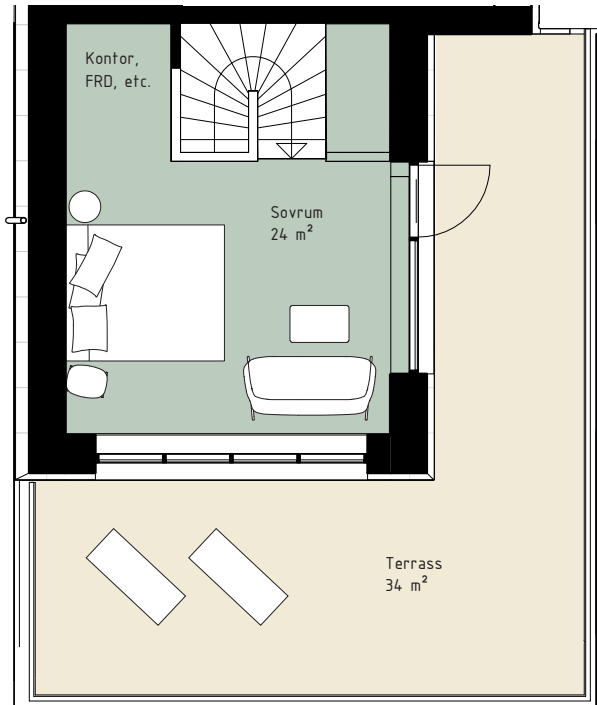 Kontor,
FRD, etc.
Sovrum
24 m²
Terrass
34 m²